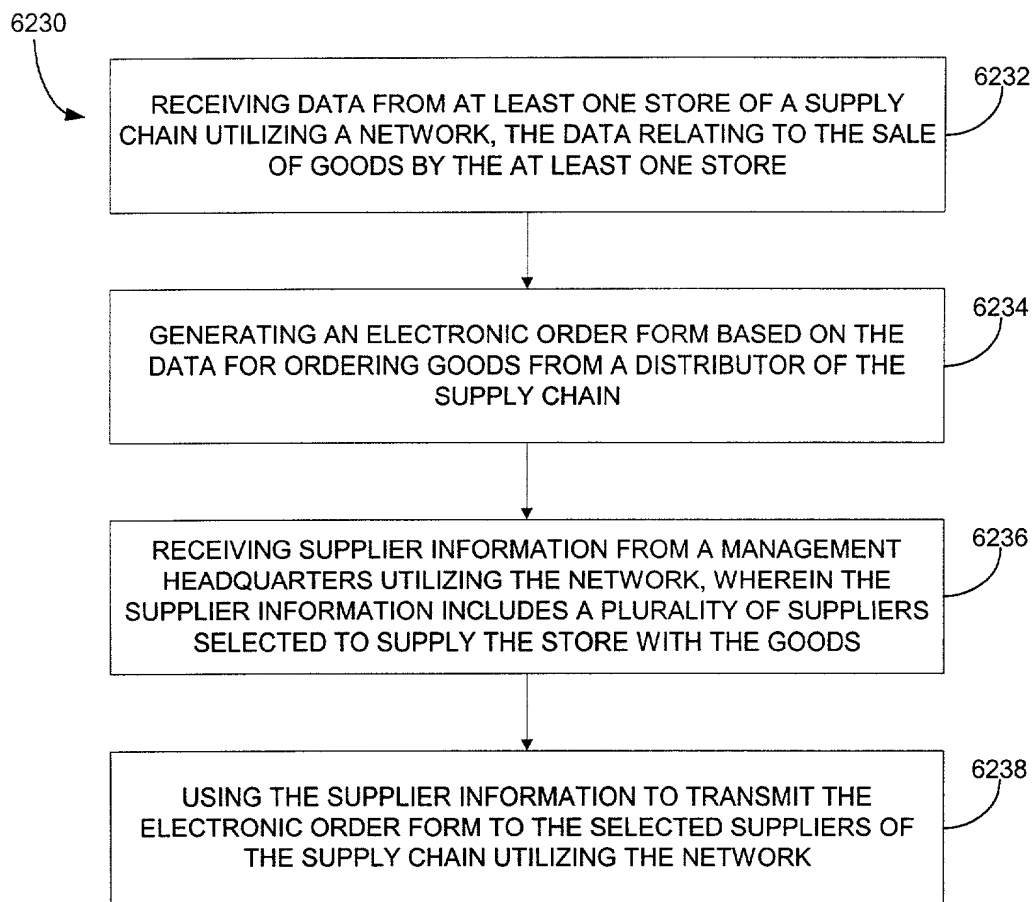 6230
6232
RECEIVING DATA FROM AT LEAST ONE STORE OF A SUPPLY
CHAIN UTILIZING A NETWORK, THE DATA RELATING TO THE SALE
OF GOODS BY THE AT LEAST ONE STORE
6234
GENERATING AN ELECTRONIC ORDER FORM BASED ON THE
DATA FOR ORDERING GOODS FROM A DISTRIBUTOR OF THE
SUPPLY CHAIN
6236
RECEIVING SUPPLIER INFORMATION FROM A MANAGEMENT
HEADQUARTERS UTILIZING THE NETWORK, WHEREIN THE
SUPPLIER INFORMATION INCLUDES A PLURALITY OF SUPPLIERS
SELECTED TO SUPPLY THE STORE WITH THE GOODS
6238
USING THE SUPPLIER INFORMATION TO TRANSMIT THE
ELECTRONIC ORDER FORM TO THE SELECTED SUPPLIERS OF
THE SUPPLY CHAIN UTILIZING THE NETWORK